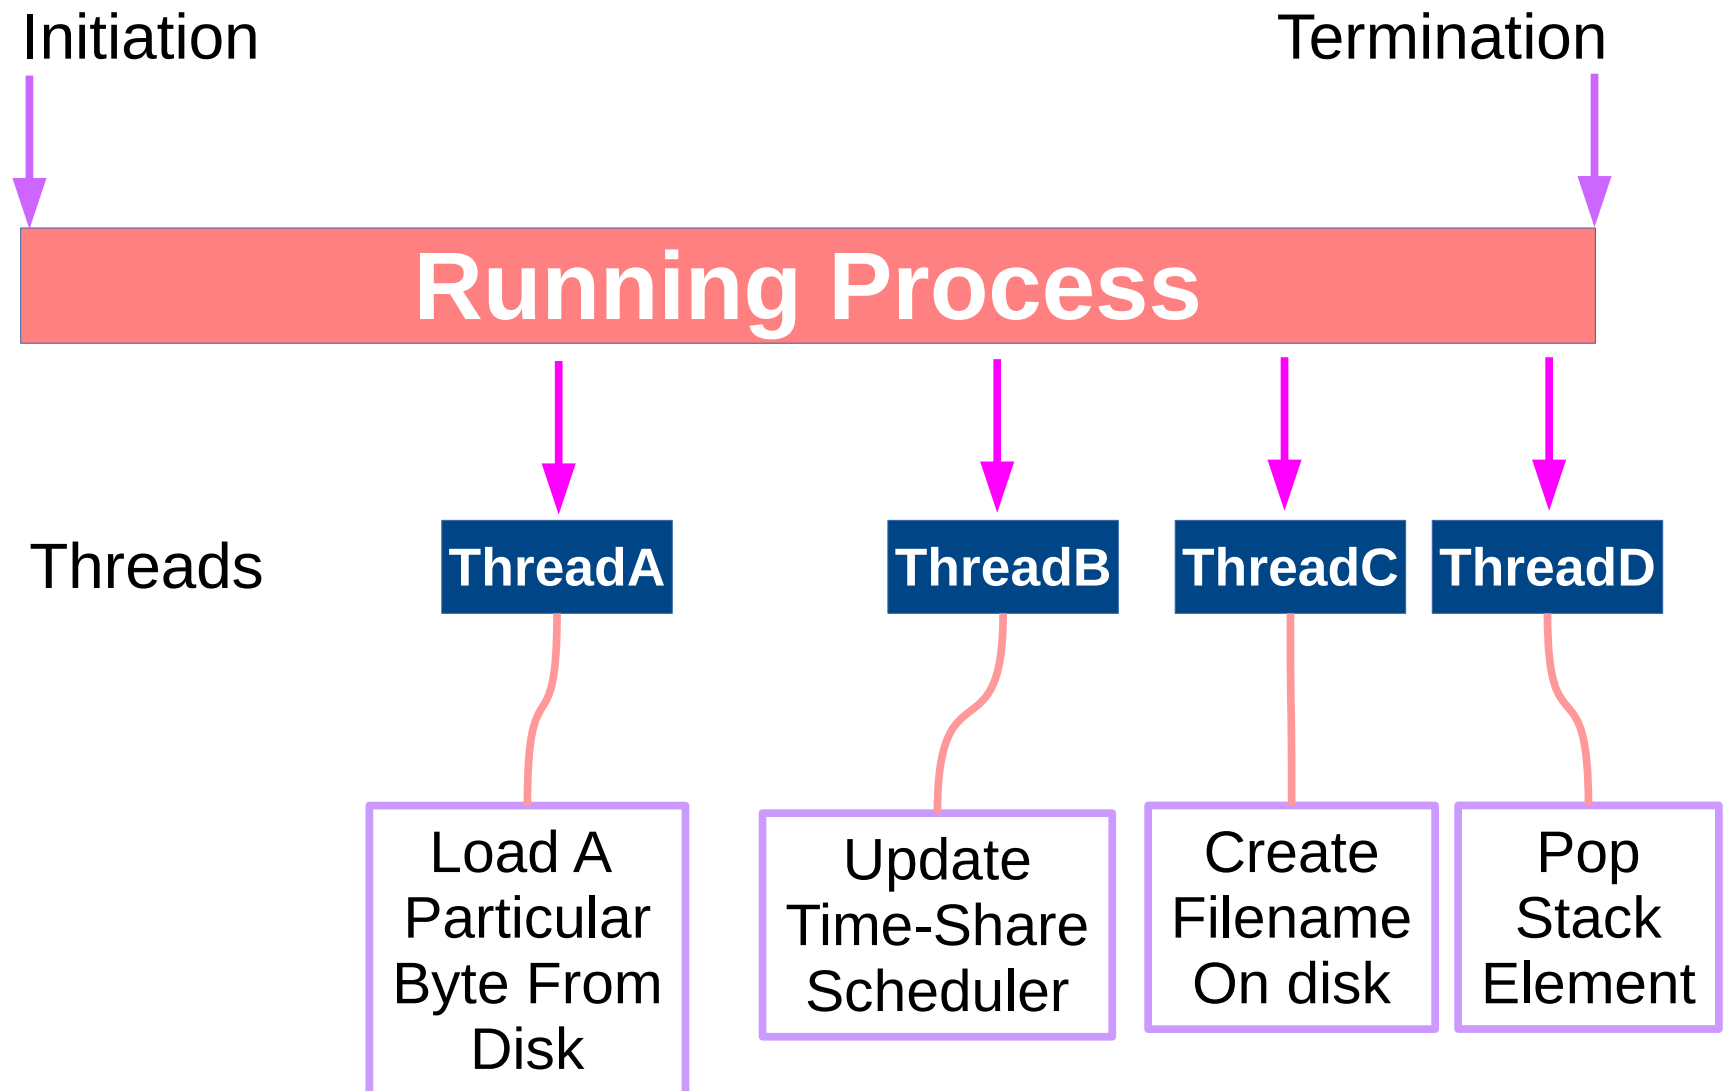 Initiation
Termination
Running Process
Threads
ThreadA
ThreadB
ThreadC
ThreadD
Load A
Particular
Byte From
Disk
Update
Time-Share
Scheduler
Create
Filename
On disk
Pop
Stack
Element